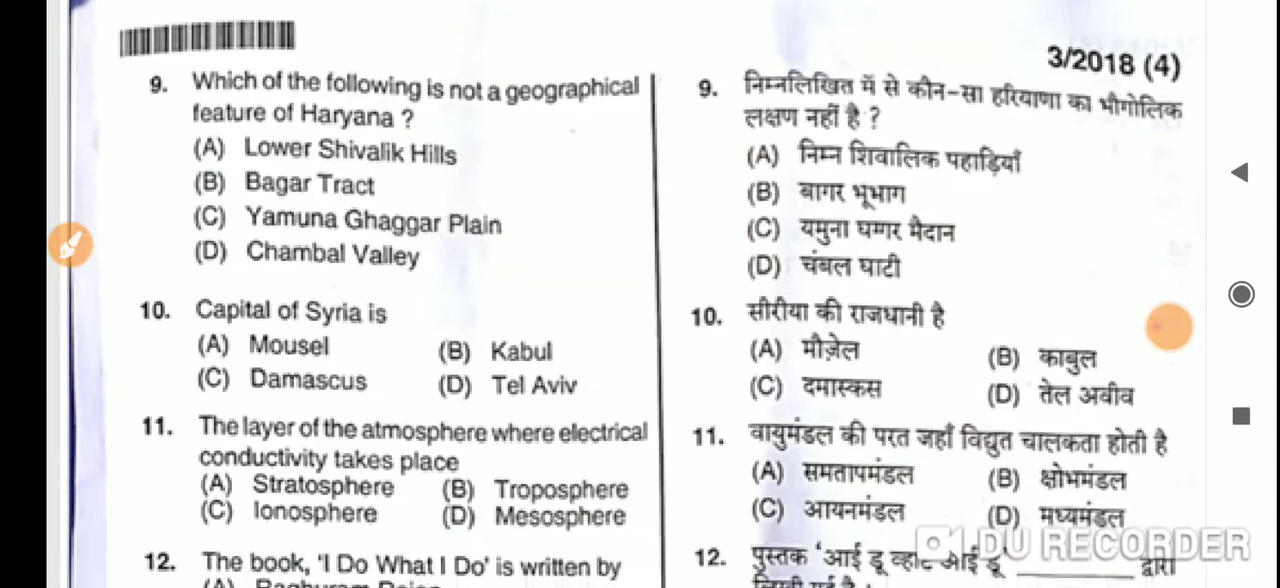 3/2018 (4)
9. Which of the following is not a geographical
feature of Haryana ?
(A) Lower Shivalik Hills
(B) Bagar Tract
(C) Yamuna Ghaggar Plain
(D) Chambal Valley
10. Capital of Syria is
(A) Mousel (B) Kabul
(C) Damascus (D) Tel Aviv
11. The layer of the atmosphere where electrical
conductivity takes place
(A) Stratosphere (B) Troposphere
(C) Ionosphere (D) Mesosphere
12. The book, 'I Do What I Do' is written by
(A) Raghuram Rajan
9. निम्नलिखित में से कौन-सा हरियाणा का भौगोलिक
लक्षण नहीं है ?
(A) निम्न शिवालिक पहाड़ियाँ
(B) बागर भूभाग
(C) यमुना घग्गर मैदान
(D) चंबल घाटी
10. सीरीया की राजधानी है
(A) मौज़ेल (B) काबुल
(C) दमास्कस (D) तेल अवीव
11. वायुमंडल की परत जहाँ विद्युत चालकता होती है
(A) समतापमंडल (B) क्षोभमंडल
(C) आयनमंडल (D) मध्यमंडल
12. पुस्तक 'आई डू व्हाट आई डू' ________ द्वारा
लिखी गई है ।
DU RECORDER